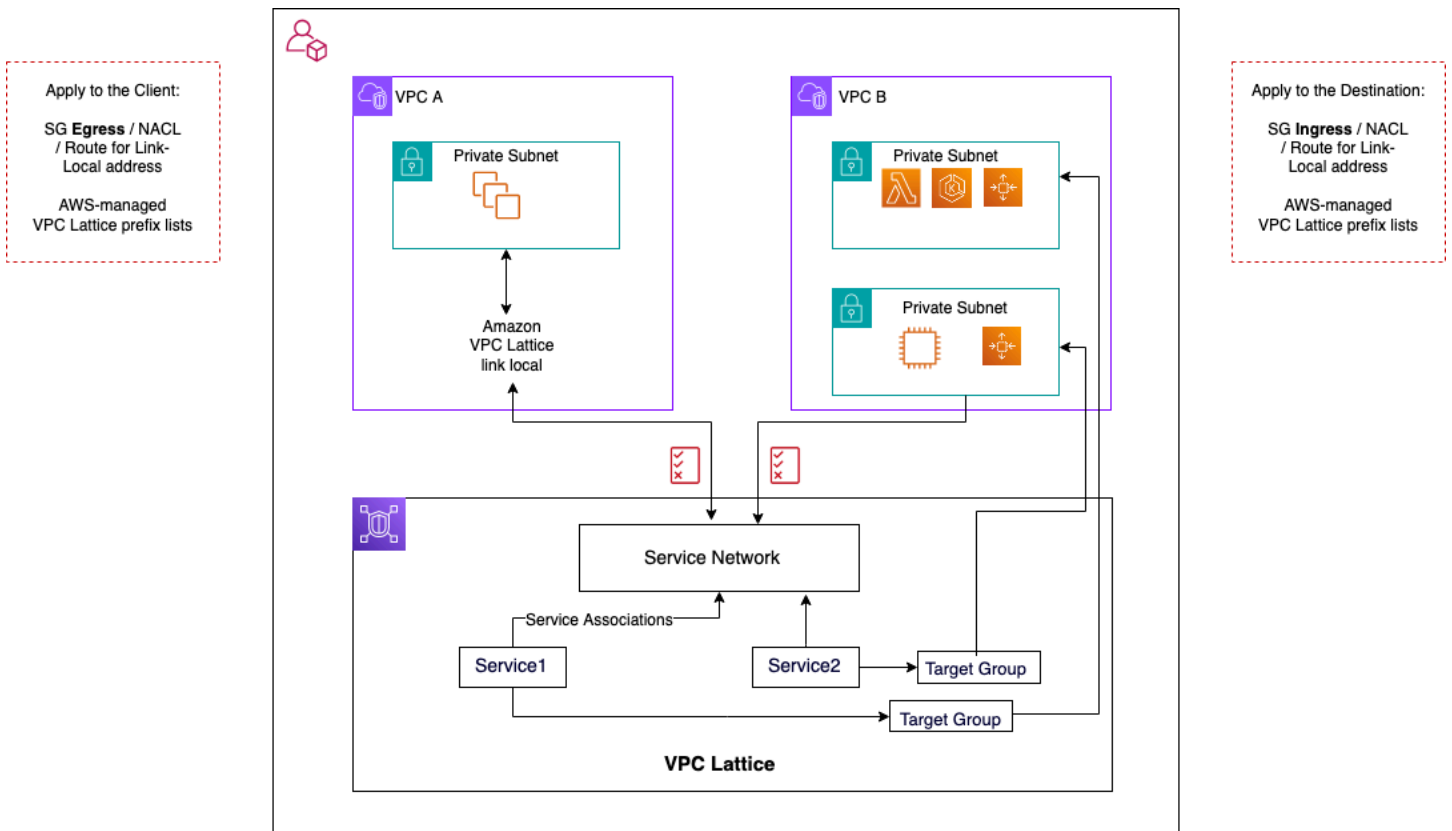 Apply to the Client:
SG Egress / NACL
/ Route for Link-
Local address
AWS-managed
VPC Lattice prefix lists
VPC A
Private Subnet
Amazon
VPC Lattice
link local
VPC B
Private Subnet
Private Subnet
Apply to the Destination:
SG Ingress / NACL
/ Route for Link-
Local address
AWS-managed
VPC Lattice prefix lists
Service Network
Service Associations
Service1
Service2
Target Group
Target Group
VPC Lattice